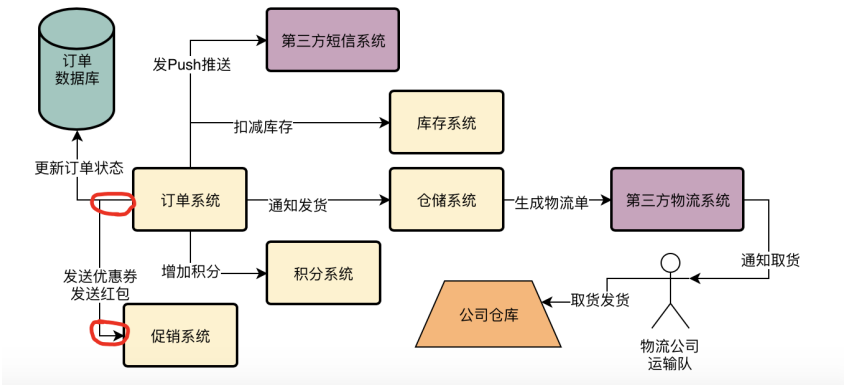 订单
数据库
第三方短信系统
发Push推送
扣减库存
库存系统
更新订单状态
订单系统
通知发货
仓储系统
生成物流单
第三方物流系统
发送优惠券
发送红包
增加积分
积分系统
通知取货
取货发货
公司仓库
促销系统
物流公司
运输队